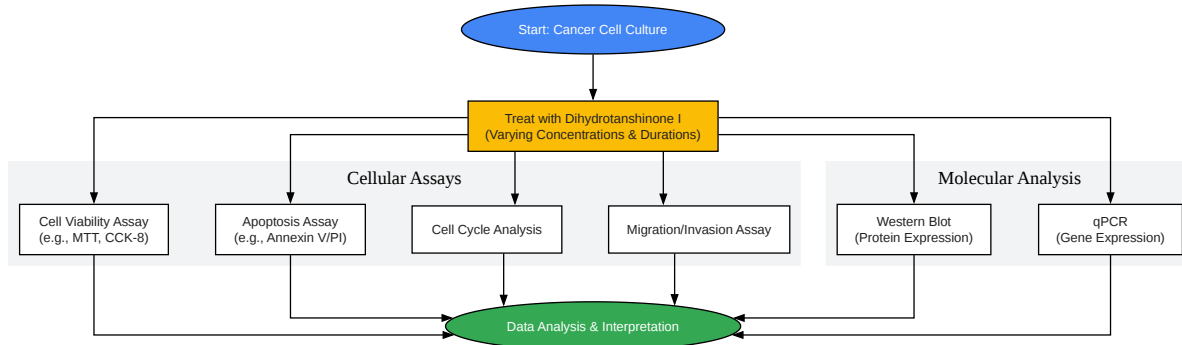 Start: Cancer Cell Culture
Treat with Dihydrotanshinone I
(Varying Concentrations & Durations)
Cellular Assays
Molecular Analysis
Cell Viability Assay
(e.g., MTT, CCK-8)
Apoptosis Assay
(e.g., Annexin V/PI)
Cell Cycle Analysis
Migration/Invasion Assay
Western Blot
(Protein Expression)
qPCR
(Gene Expression)
Data Analysis & Interpretation